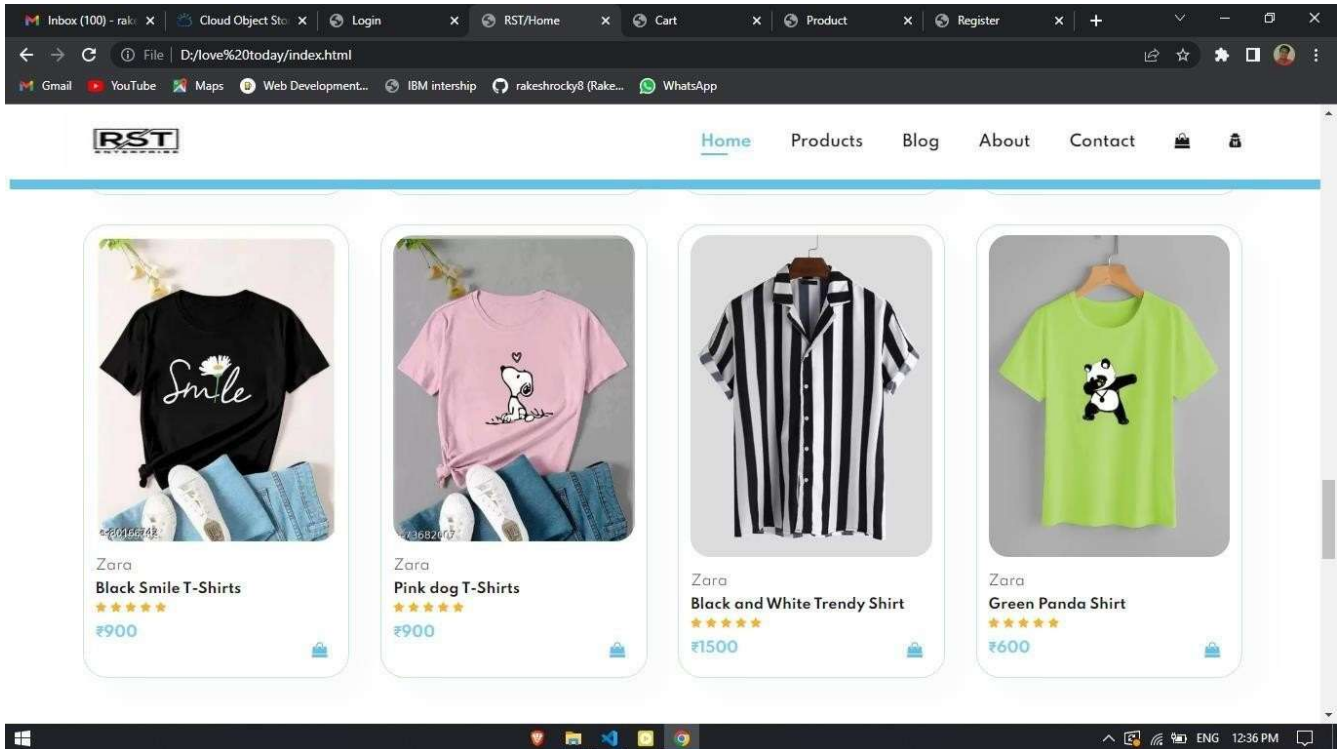 Inbox (100) - rak
Cloud Object Sto
Login
RST/Home
Cart
Product
Register
File
D:/love%20today/index.html
Gmail
YouTube
Maps
Web Development...
IBM intership
rakeshrocky8 (Rake...
WhatsApp
RST
ENTERPRISE
Home
Products
Blog
About
Contact
Smile
Zara
Black Smile T-Shirts
₹900
Zara
Pink dog T-Shirts
₹900
Zara
Black and White Trendy Shirt
₹1500
Zara
Green Panda Shirt
₹600
ENG
12:36 PM